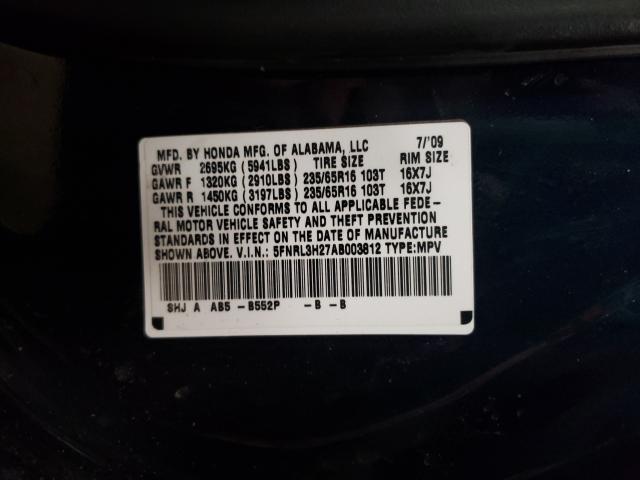 MFD. BY HONDA MFG. OF ALABAMA, LLC 7/'09
GVWR 2695KG (5941LBS) TIRE SIZE RIM SIZE
GAWR F 1320KG (2910LBS) 235/65R16 103T 16X7J
GAWR R 1450KG (3197LBS) 235/65R16 103T 16X7J
THIS VEHICLE CONFORMS TO ALL APPLICABLE FEDE-
RAL MOTOR VEHICLE SAFETY AND THEFT PREVENTION
STANDARDS IN EFFECT ON THE DATE OF MANUFACTURE
SHOWN ABOVE. V.I.N.: 5FNRL3H27AB003812 TYPE:MPV
SHJ A AB5 - B552P - B - B